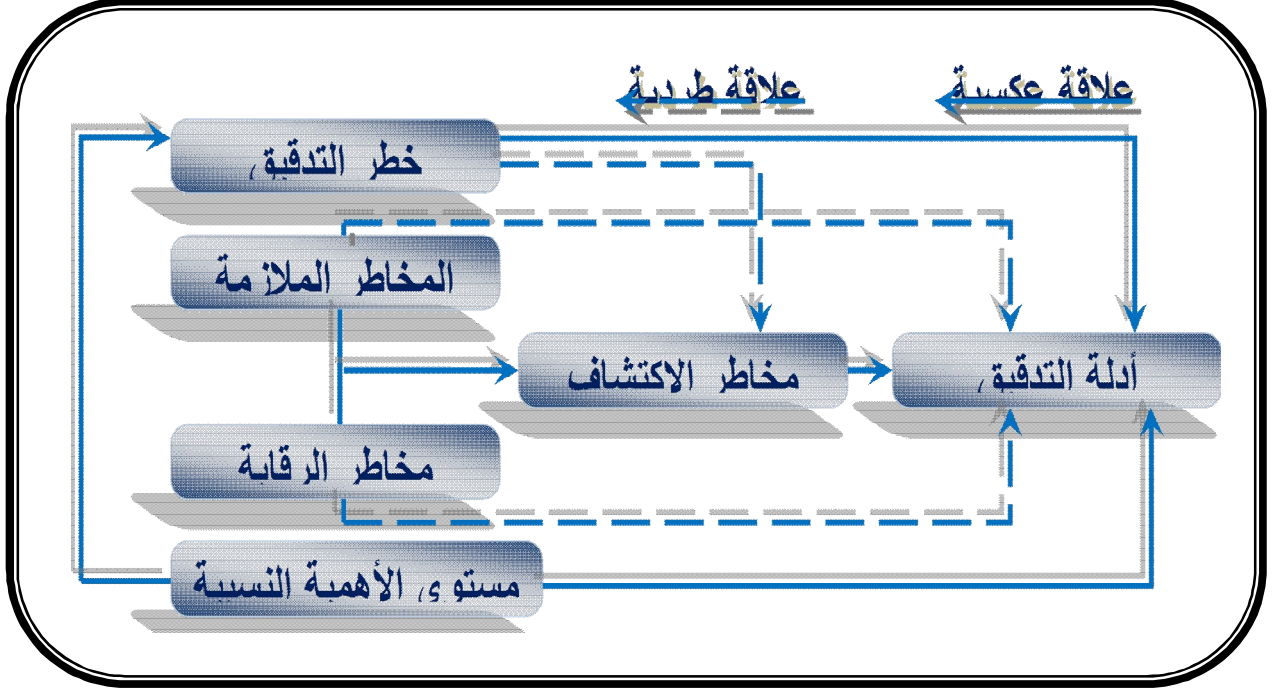 علاقة عكسية
علاقة طردية
خطر التدقيق
المخاطر الملازمة
مخاطر الاكتشاف
أدلة التدقيق
مخاطر الرقابة
مستوى الأهمية النسبية